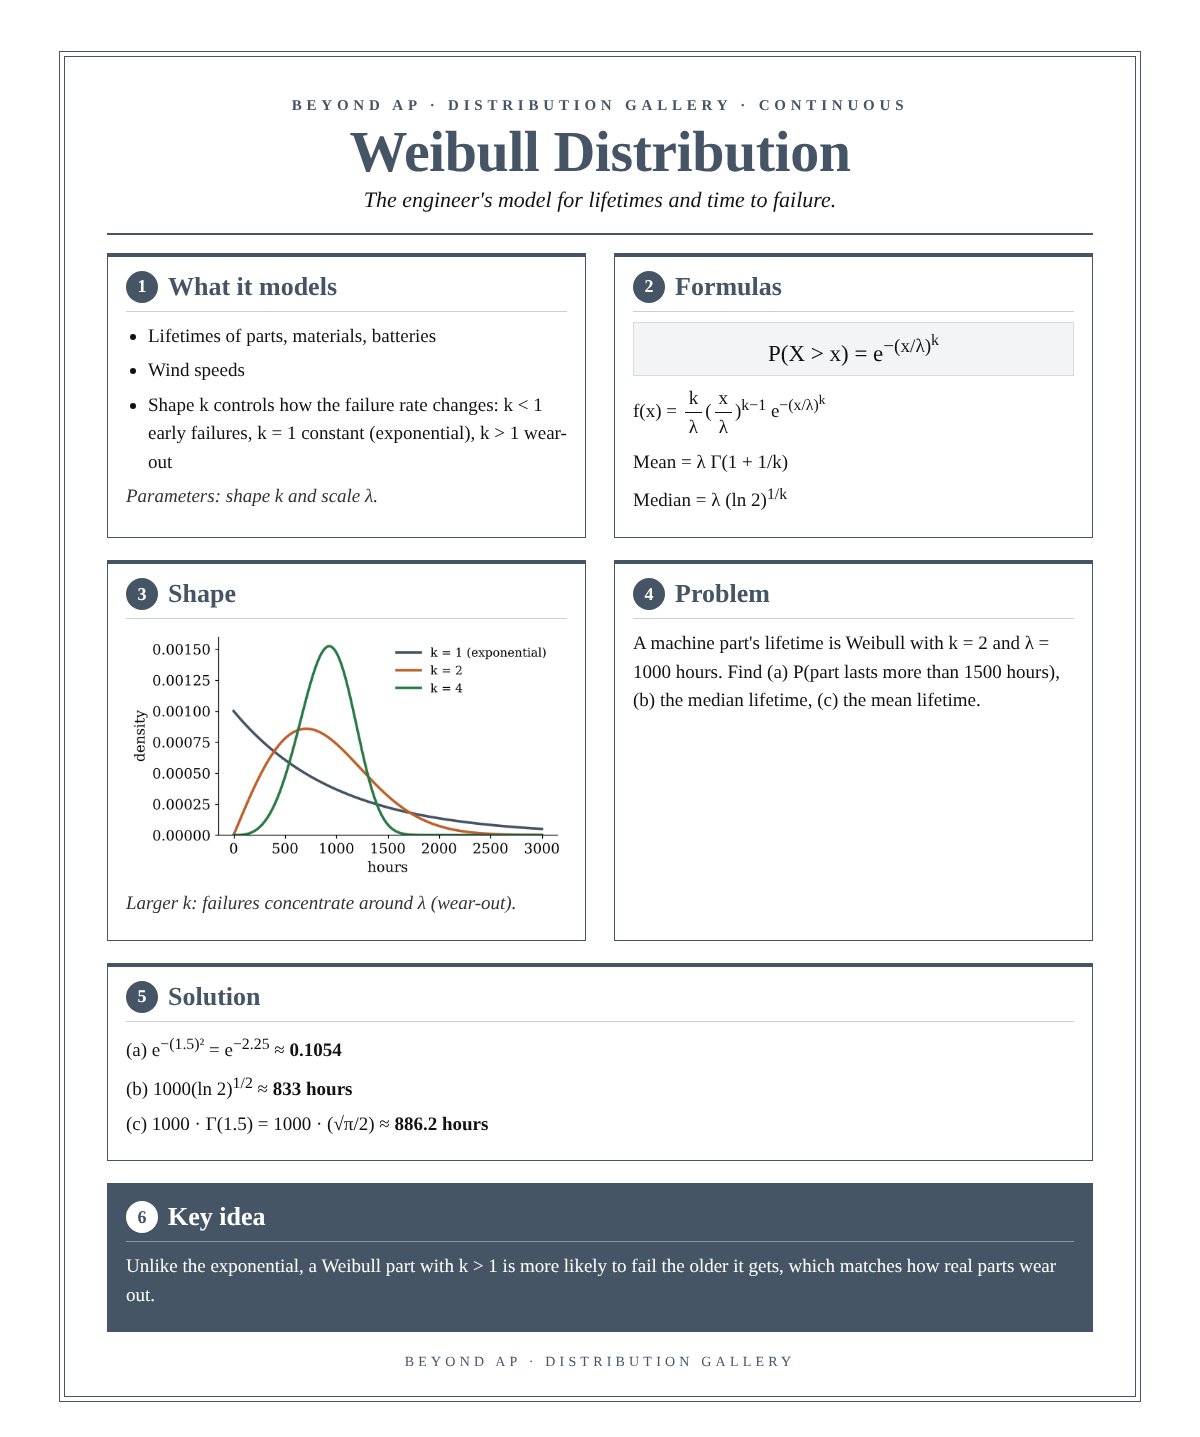 BEYOND AP · DISTRIBUTION GALLERY · CONTINUOUS
Weibull Distribution
The engineer's model for lifetimes and time to failure.
1 What it models
• Lifetimes of parts, materials, batteries
• Wind speeds
• Shape k controls how the failure rate changes: k < 1
early failures, k = 1 constant (exponential), k > 1 wear-
out
Parameters: shape k and scale λ.
2 Formulas
P(X > x) = e^−(x/λ)^k
f(x) = k/λ (x/λ)^k−1 e^−(x/λ)^k
Mean = λ Γ(1 + 1/k)
Median = λ (ln 2)^1/k
3 Shape
density
0.00150
0.00125
0.00100
0.00075
0.00050
0.00025
0.00000
k = 1 (exponential)
k = 2
k = 4
0 500 1000 1500 2000 2500 3000
hours
Larger k: failures concentrate around λ (wear-out).
4 Problem
A machine part's lifetime is Weibull with k = 2 and λ =
1000 hours. Find (a) P(part lasts more than 1500 hours),
(b) the median lifetime, (c) the mean lifetime.
5 Solution
(a) e^−(1.5)² = e^−2.25 ≈ 0.1054
(b) 1000(ln 2)^1/2 ≈ 833 hours
(c) 1000 · Γ(1.5) = 1000 · (√π/2) ≈ 886.2 hours
6 Key idea
Unlike the exponential, a Weibull part with k > 1 is more likely to fail the older it gets, which matches how real parts wear
out.
BEYOND AP · DISTRIBUTION GALLERY